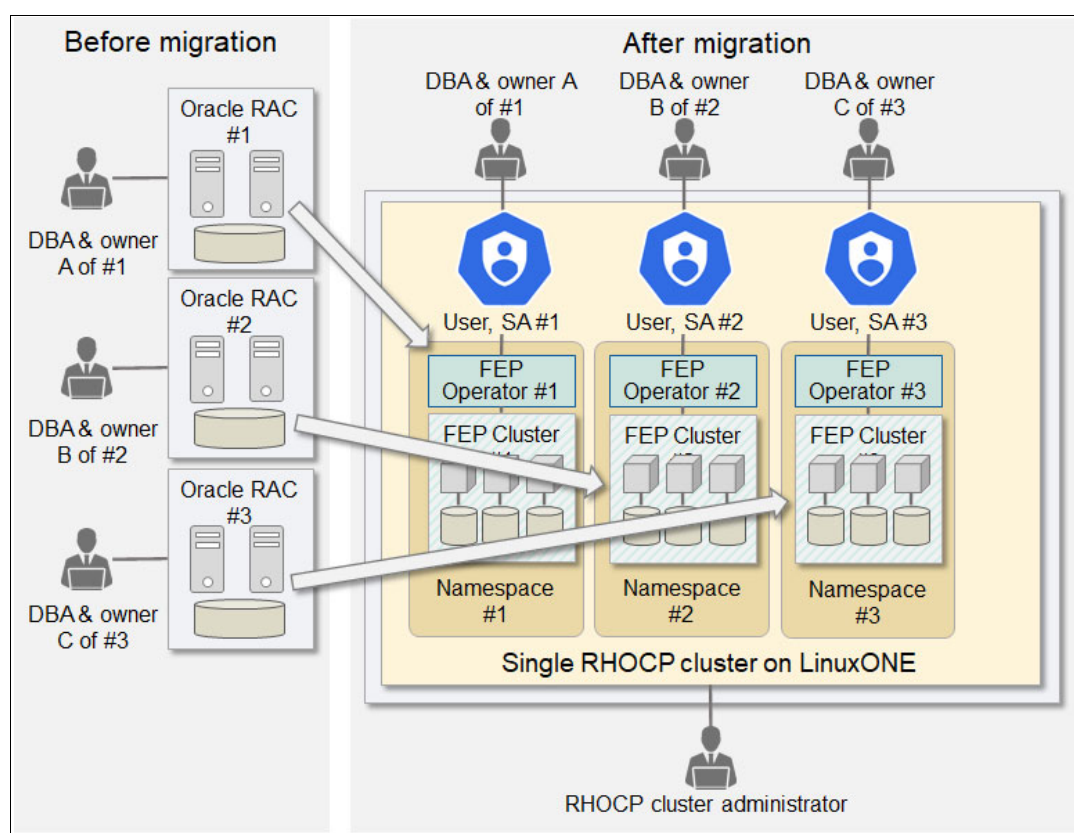 Before migration
Oracle RAC
#1
DBA & owner
A of #1
Oracle RAC
#2
DBA & owner
B of #2
Oracle RAC
#3
DBA & owner
C of #3
After migration
DBA & owner A
of #1
DBA & owner
B of #2
DBA & owner
C of #3
User, SA #1
User, SA #2
User, SA #3
FEP
Operator #1
FEP
Operator #2
FEP
Operator #3
FEP Cluster
FEP Cluster
FEP Cluster
Namespace
#1
Namespace
#2
Namespace
#3
Single RHOCP cluster on LinuxONE
RHOCP cluster administrator